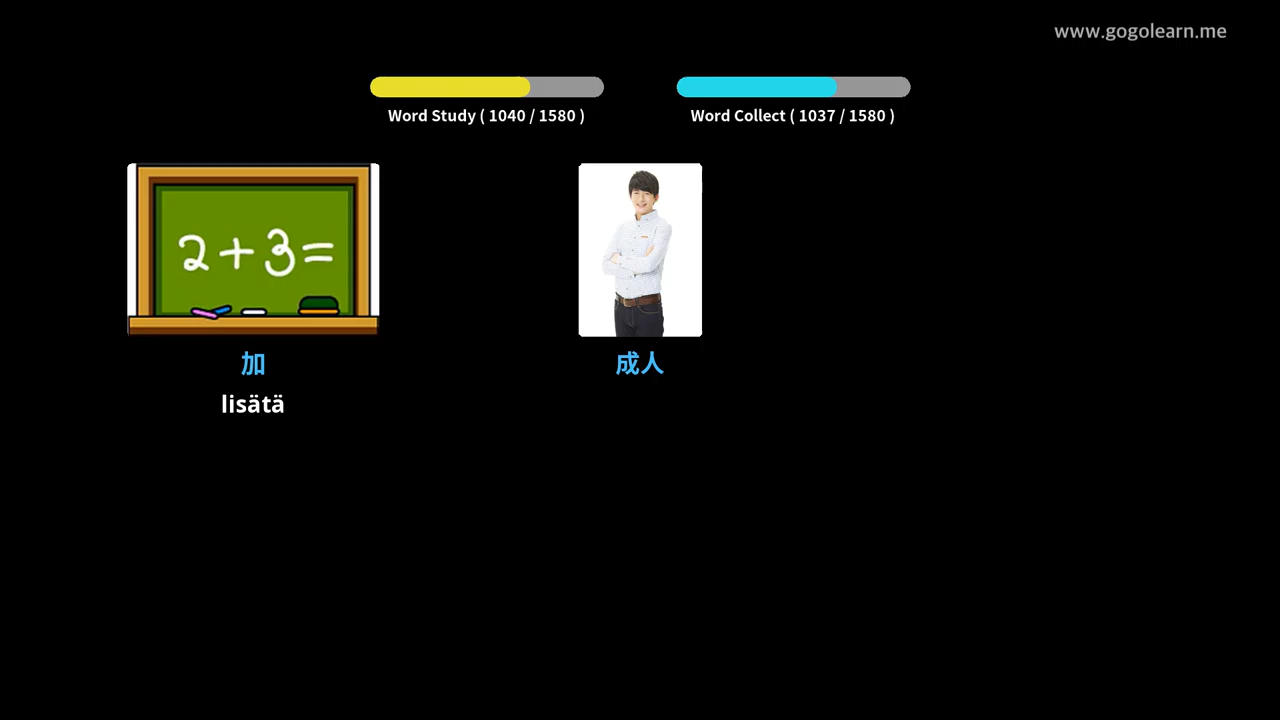 www.gogolearn.me
Word Study ( 1040 / 1580 )
Word Collect ( 1037 / 1580 )
2+3=
加
成人
lisätä